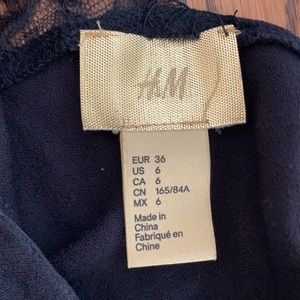 H&M
EUR 36
US 6
CA 6
CN 165/84A
MX 6
Made in
China
Fabriqué en
Chine